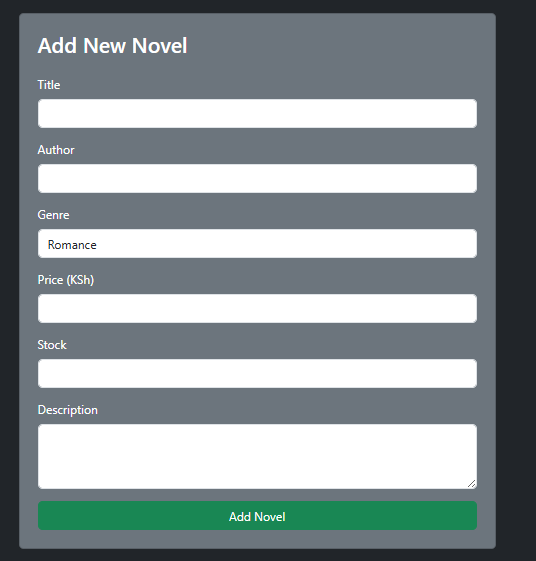 Add New Novel
Title
Author
Genre
Romance
Price (KSh)
Stock
Description
Add Novel